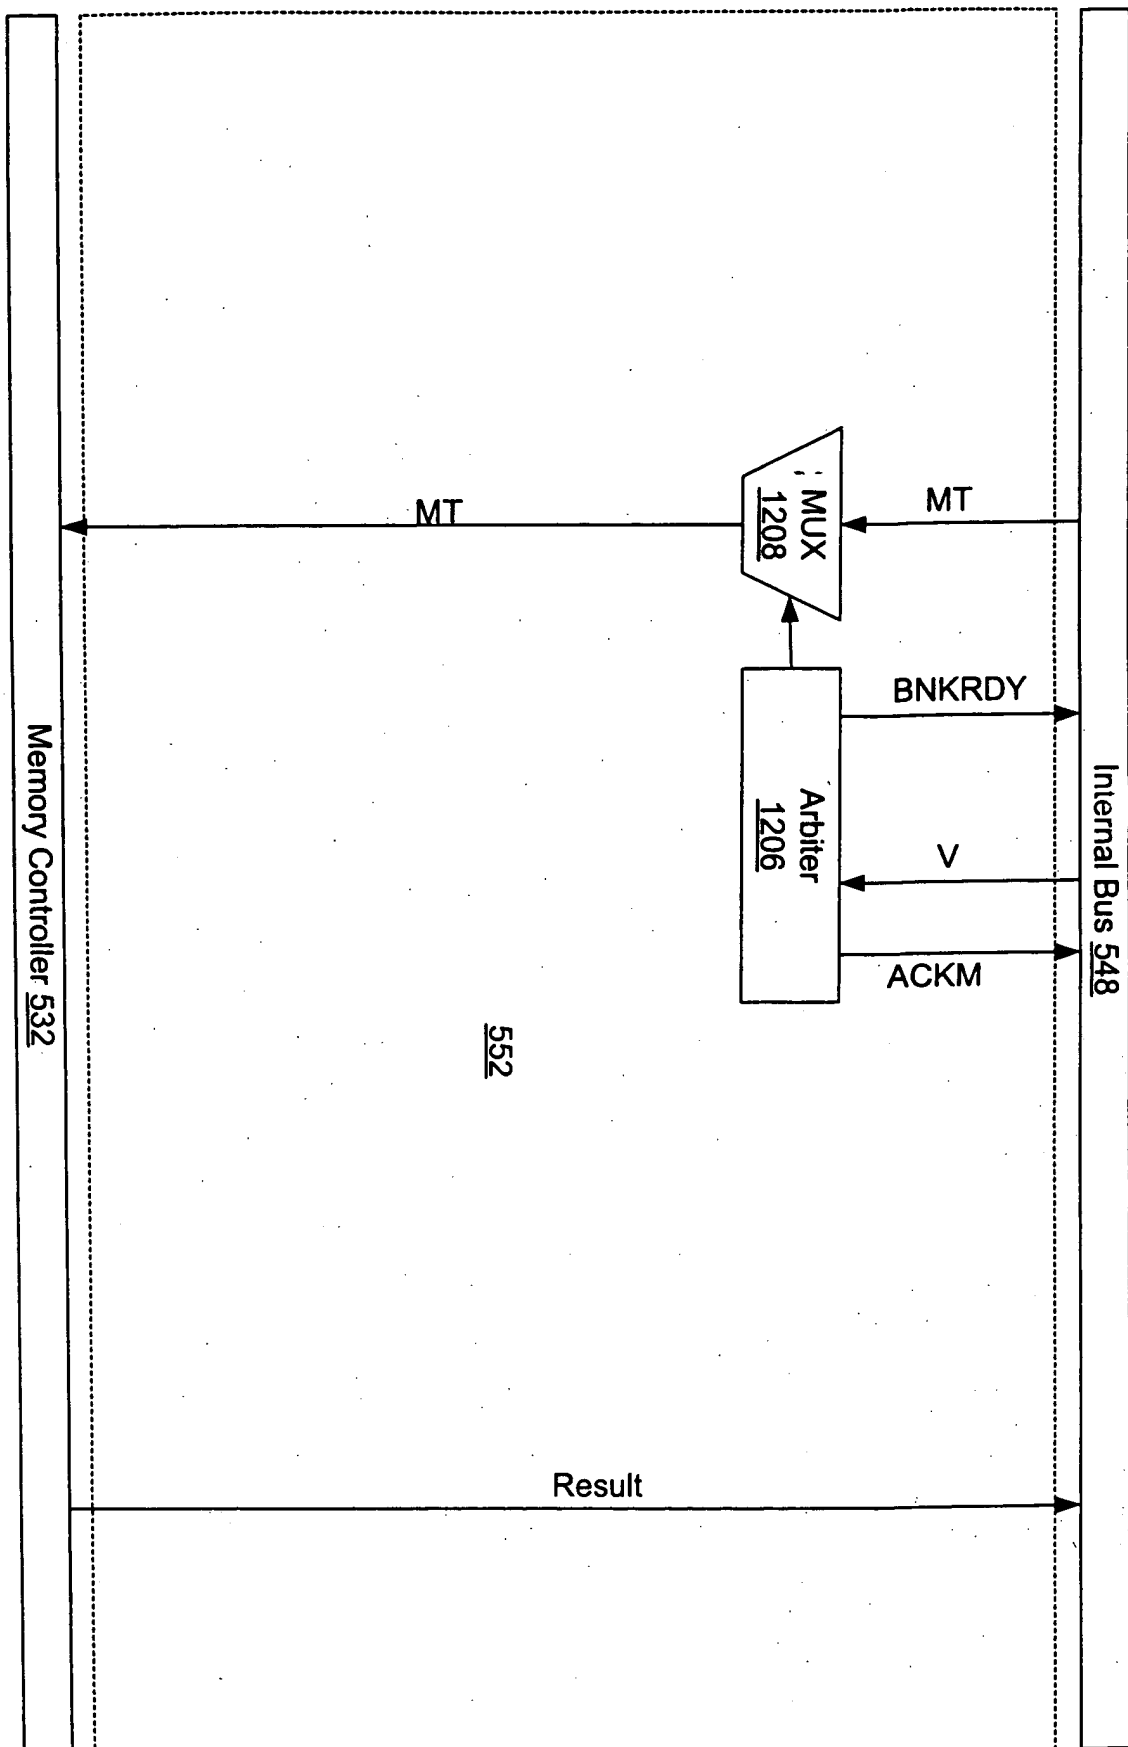 Internal Bus 548
MT
BNKRDY
V
ACKM
MUX
1208
Arbiter
1206
MT
552
Result
Memory Controller 532